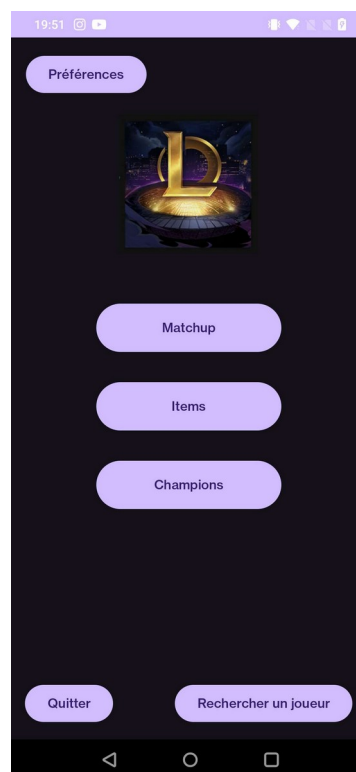 19:51
Préférences
Matchup
Items
Champions
Quitter
Rechercher un joueur